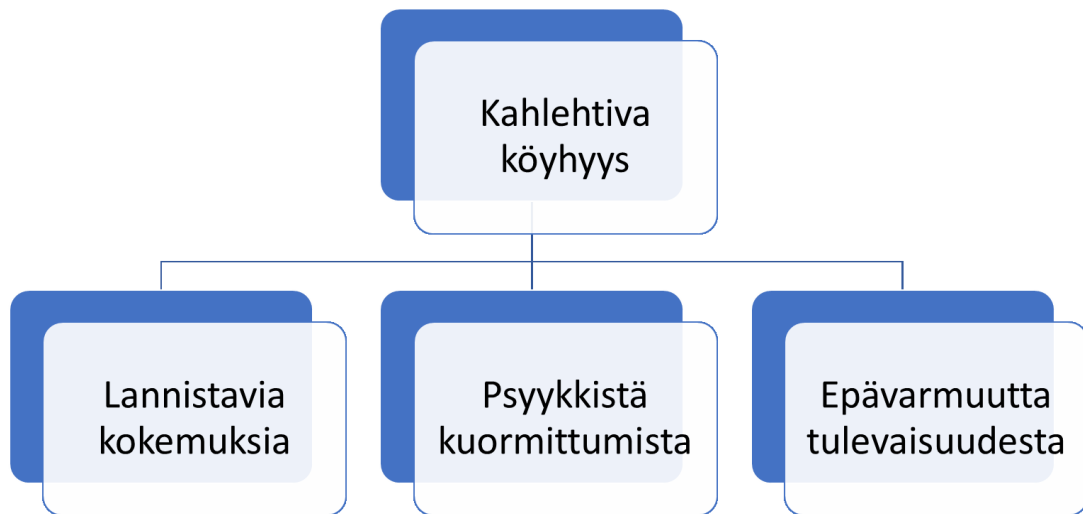 Kahlehtiva
köyhyys
Lannistavia
kokemuksia
Psyykkistä
kuormittumista
Epävarmuutta
tulevaisuudesta